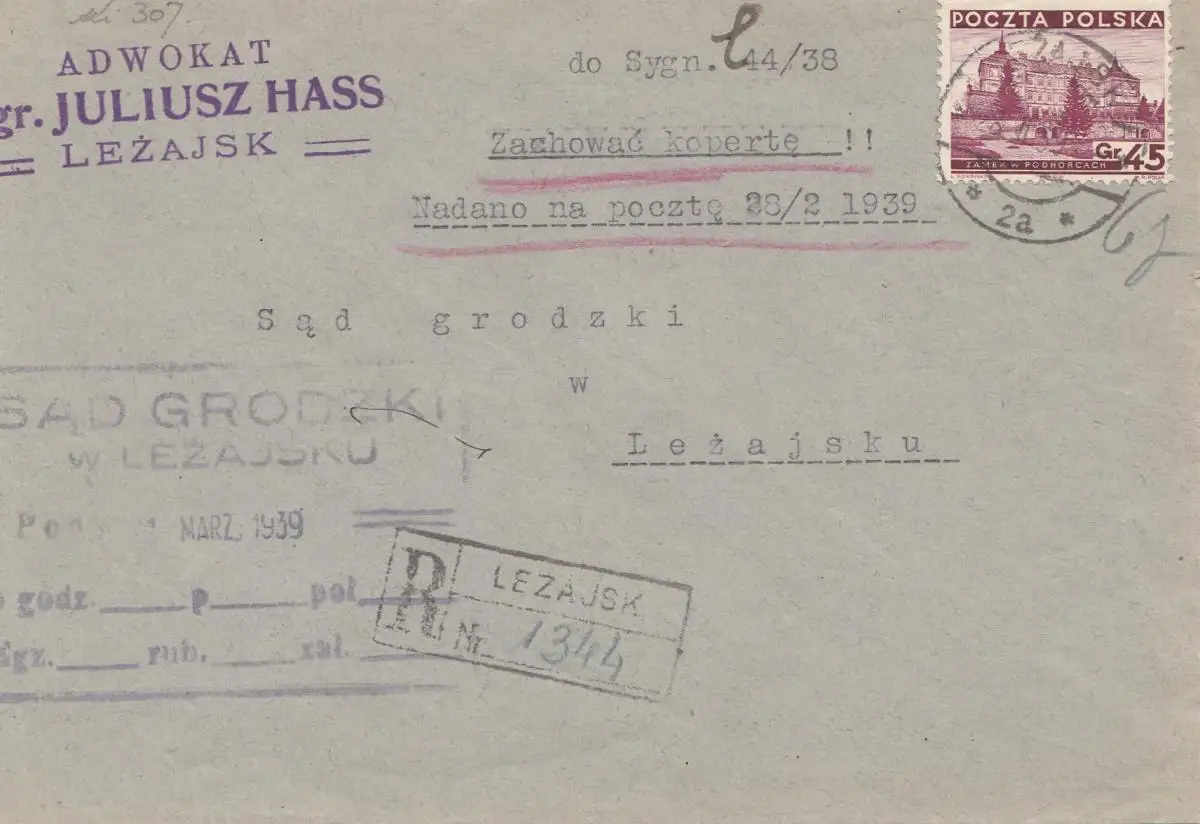 307
ADWOKAT
gr. JULIUSZ HASS
LEŻAJSK
do Sygn. C 44/38
Zachować kopertę !!
Nadano na pocztę 28/2 1939
POCZTA POLSKA
Gr. 45
ZAMEK W PODHORCACH
2a
Sąd grodzki
w
Leżajsku
SĄD GRODZKI
w LEŻAJSKU
MARZ, 1939
godz. p poł
Egz. rub. zał.
R LEZAJSK
Nr. 1344